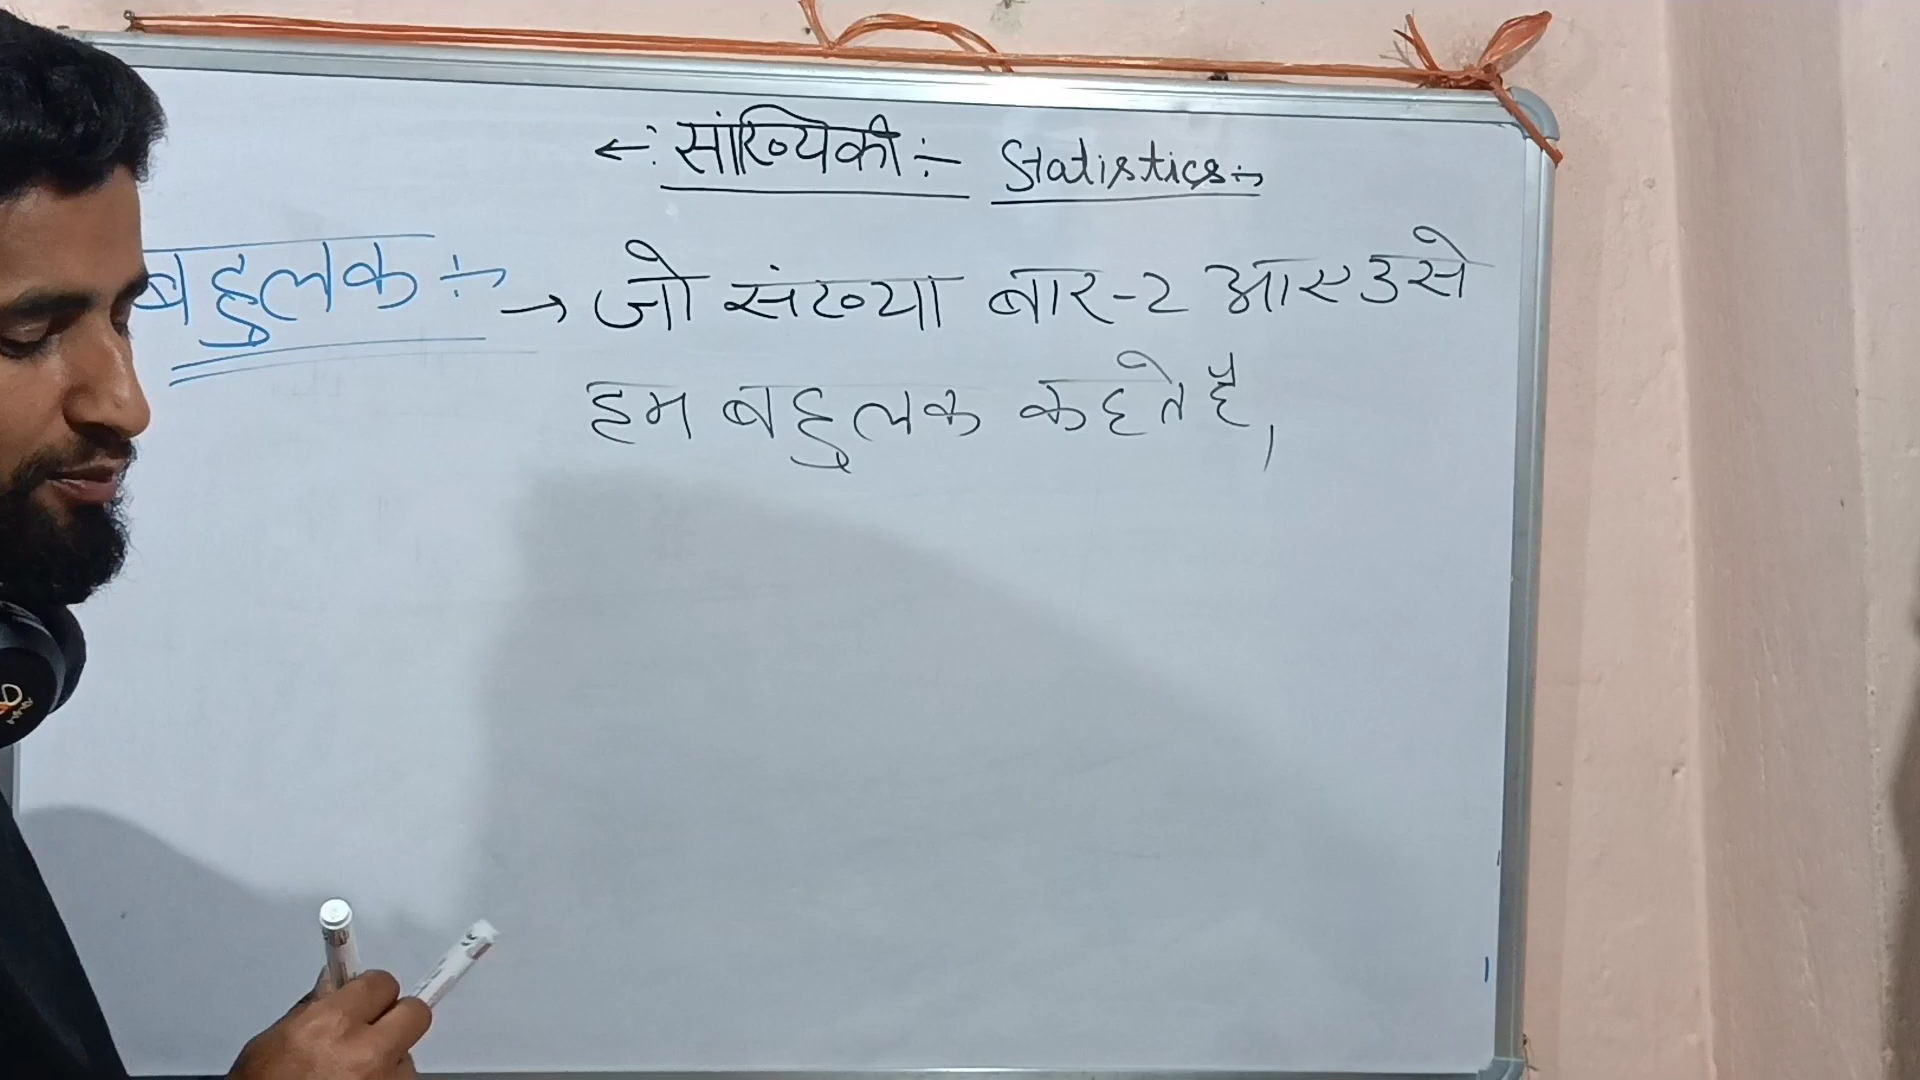 ←: सांख्यिकी :- Statistics :-
बहुलक :- → जो संख्या बार-2 आए उसे
हम बहुलक कहते है,